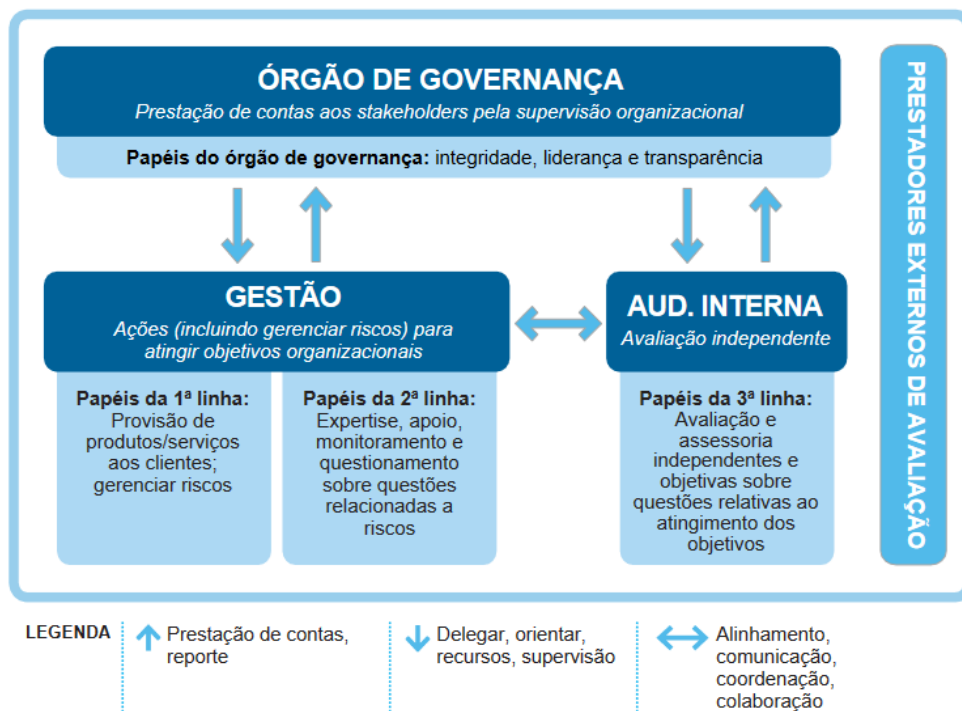 ÓRGÃO DE GOVERNANÇA
Prestação de contas aos stakeholders pela supervisão organizacional
Papéis do órgão de governança: integridade, liderança e transparência
GESTÃO
Ações (incluindo gerenciar riscos) para
atingir objetivos organizacionais
Papéis da 1ª linha:
Provisão de
produtos/serviços
aos clientes;
gerenciar riscos
Papéis da 2ª linha:
Expertise, apoio,
monitoramento e
questionamento
sobre questões
relacionadas a
riscos
AUD. INTERNA
Avaliação independente
Papéis da 3ª linha:
Avaliação e
assessoria
independentes e
objetivas sobre
questões relativas ao
atingimento dos
objetivos
PRESTADORES EXTERNOS DE AVALIAÇÃO
LEGENDA
Prestação de contas,
reporte
Delegar, orientar,
recursos, supervisão
Alinhamento,
comunicação,
coordenação,
colaboração